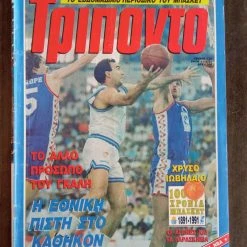 ΤΟ ΕΒΔΟΜΑΔΙΑΙΟ ΠΕΡΙΟΔΙΚΟ ΤΟΥ ΜΠΑΣΚΕΤ
Τρίποντο
ΤΟ ΑΛΛΟ
ΠΡΟΣΩΠΟ
ΤΟΥ ΓΚΑΛΗ
Η ΕΘΝΙΚΗ
ΠΙΣΤΗ ΣΤΟ
ΚΑΘΗΚΟΝ
ΧΡΥΣΟ
ΙΩΒΗΛΑΙΟ
100
ΧΡΟΝΙΑ
ΜΠΑΣΚΕΤ
1891-1991